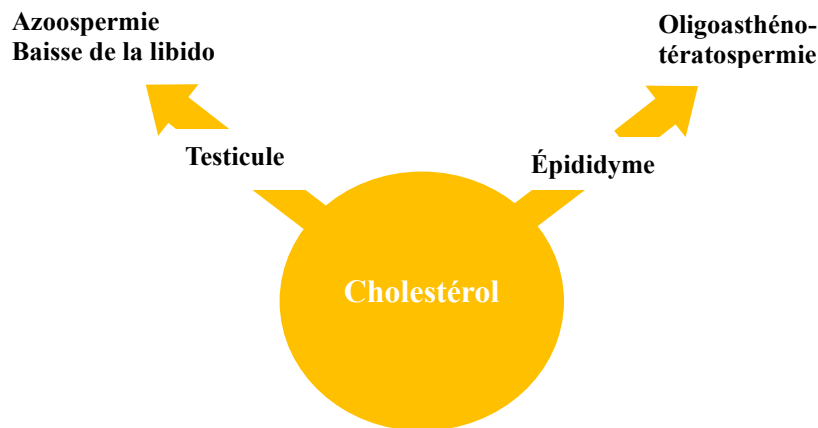 Azoospermie
Baisse de la libido
Oligoasthéno-
tératospermie
Testicule
Épididyme
Cholestérol